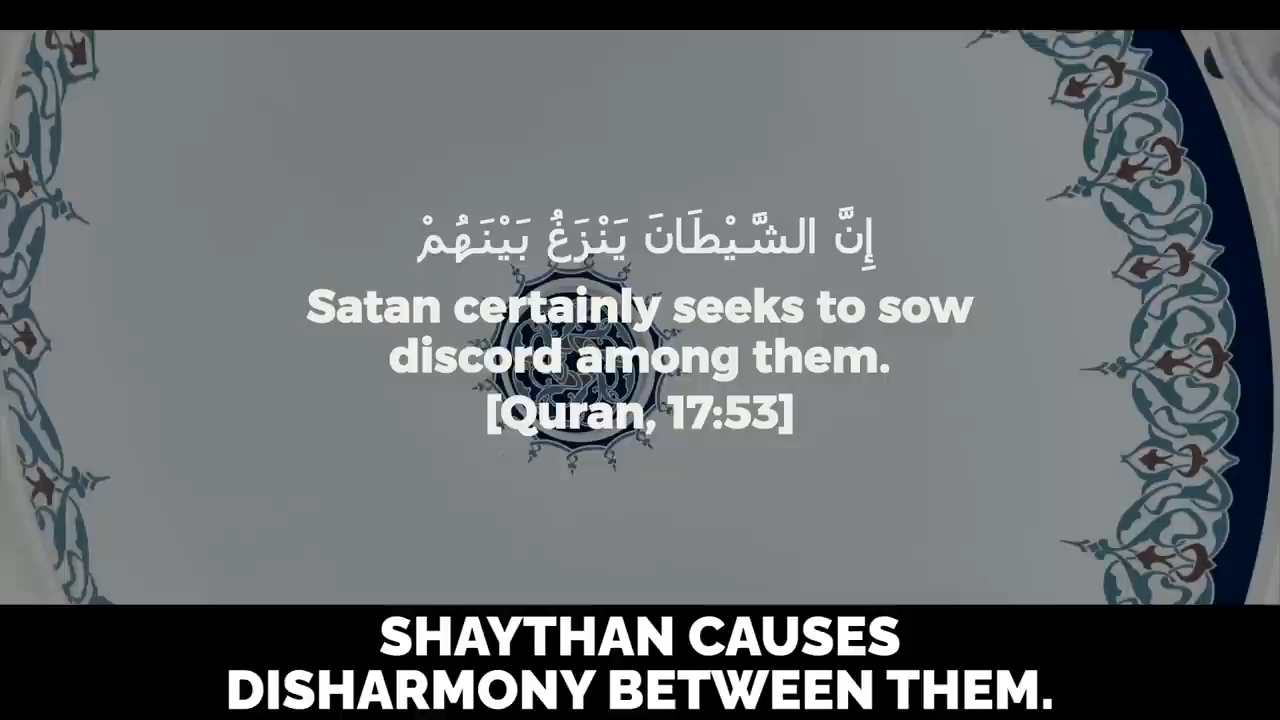 إِنَّ الشَّيْطَانَ يَنْزَغُ بَيْنَهُمْ
Satan certainly seeks to sow
discord among them.
[Quran, 17:53]
SHAYTHAN CAUSES
DISHARMONY BETWEEN THEM.